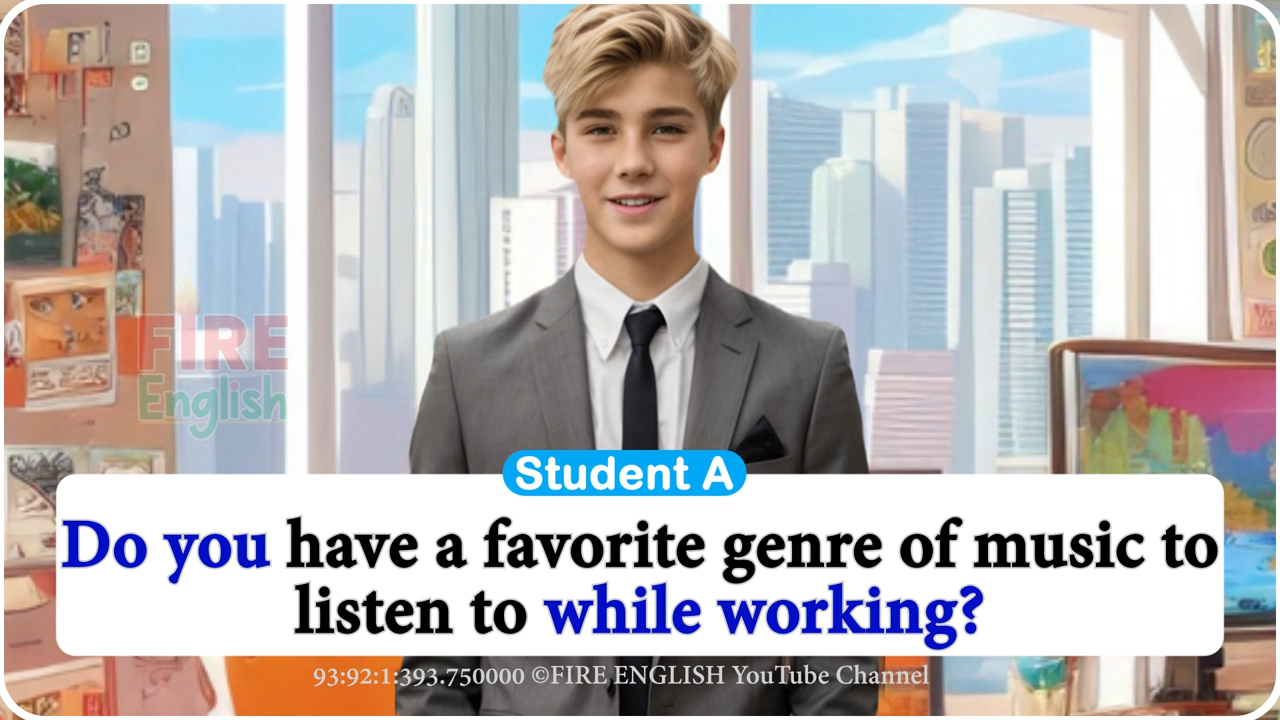 FIRE
English
Student A
Do you have a favorite genre of music to
listen to while working?
93:92:1:393.750000 ©FIRE ENGLISH YouTube Channel